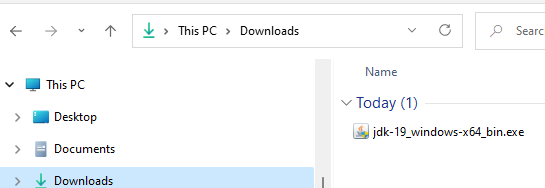 This PC
Downloads
Searc
Name
This PC
Today (1)
Desktop
jdk-19_windows-x64_bin.exe
Documents
Downloads